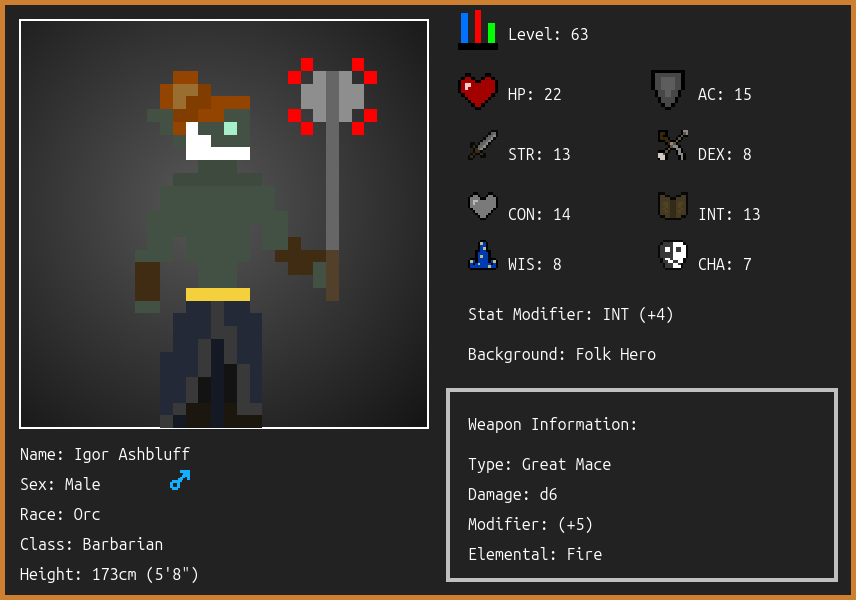 Level: 63
HP: 22
AC: 15
STR: 13
DEX: 8
CON: 14
INT: 13
WIS: 8
CHA: 7
Stat Modifier: INT (+4)
Background: Folk Hero
Weapon Information:
Type: Great Mace
Damage: d6
Modifier: (+5)
Elemental: Fire
Name: Igor Ashbluff
Sex: Male
Race: Orc
Class: Barbarian
Height: 173cm (5'8")